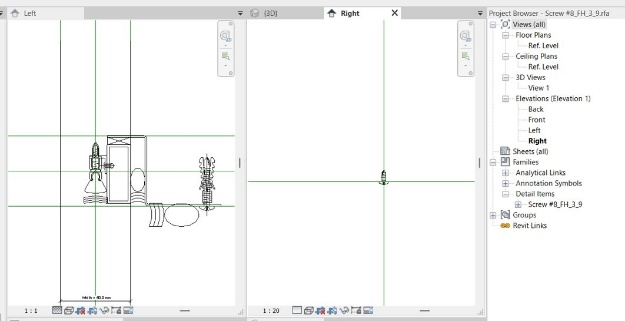 Left
{3D}
Right
Project Browser - Screw #8_FH_3_9.rfa
Views (all)
Floor Plans
Ref. Level
Ceiling Plans
Ref. Level
3D Views
View 1
Elevations (Elevation 1)
Back
Front
Left
Right
Sheets (all)
Families
Analytical Links
Annotation Symbols
Detail Items
Screw #8_FH_3_9
Groups
Revit Links
1 : 1
1 : 20